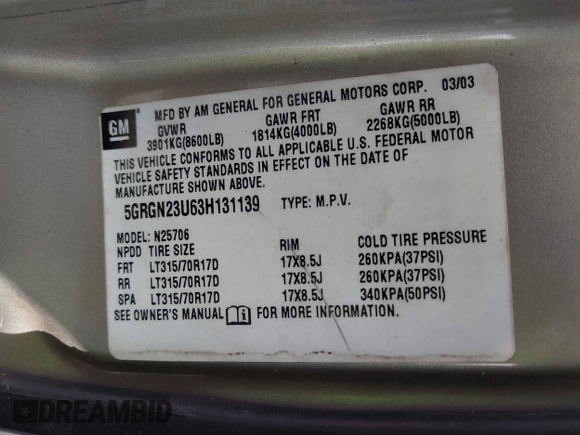 GM
MFD BY AM GENERAL FOR GENERAL MOTORS CORP. 03/03
GVWR GAWR FRT GAWR RR
3901KG(8600LB) 1814KG(4000LB) 2268KG(5000LB)
THIS VEHICLE CONFORMS TO ALL APPLICABLE U.S. FEDERAL MOTOR
VEHICLE SAFETY STANDARDS IN EFFECT ON THE DATE OF
MANUFACTURE SHOWN ABOVE.
5GRGN23U63H131139 TYPE: M.P.V.
MODEL: N25706
NPDD TIRE SIZE RIM COLD TIRE PRESSURE
FRT LT315/70R17D 17X8.5J 260KPA(37PSI)
RR LT315/70R17D 17X8.5J 260KPA(37PSI)
SPA LT315/70R17D 17X8.5J 340KPA(50PSI)
SEE OWNER'S MANUAL FOR MORE INFORMATION.
DREAMBID